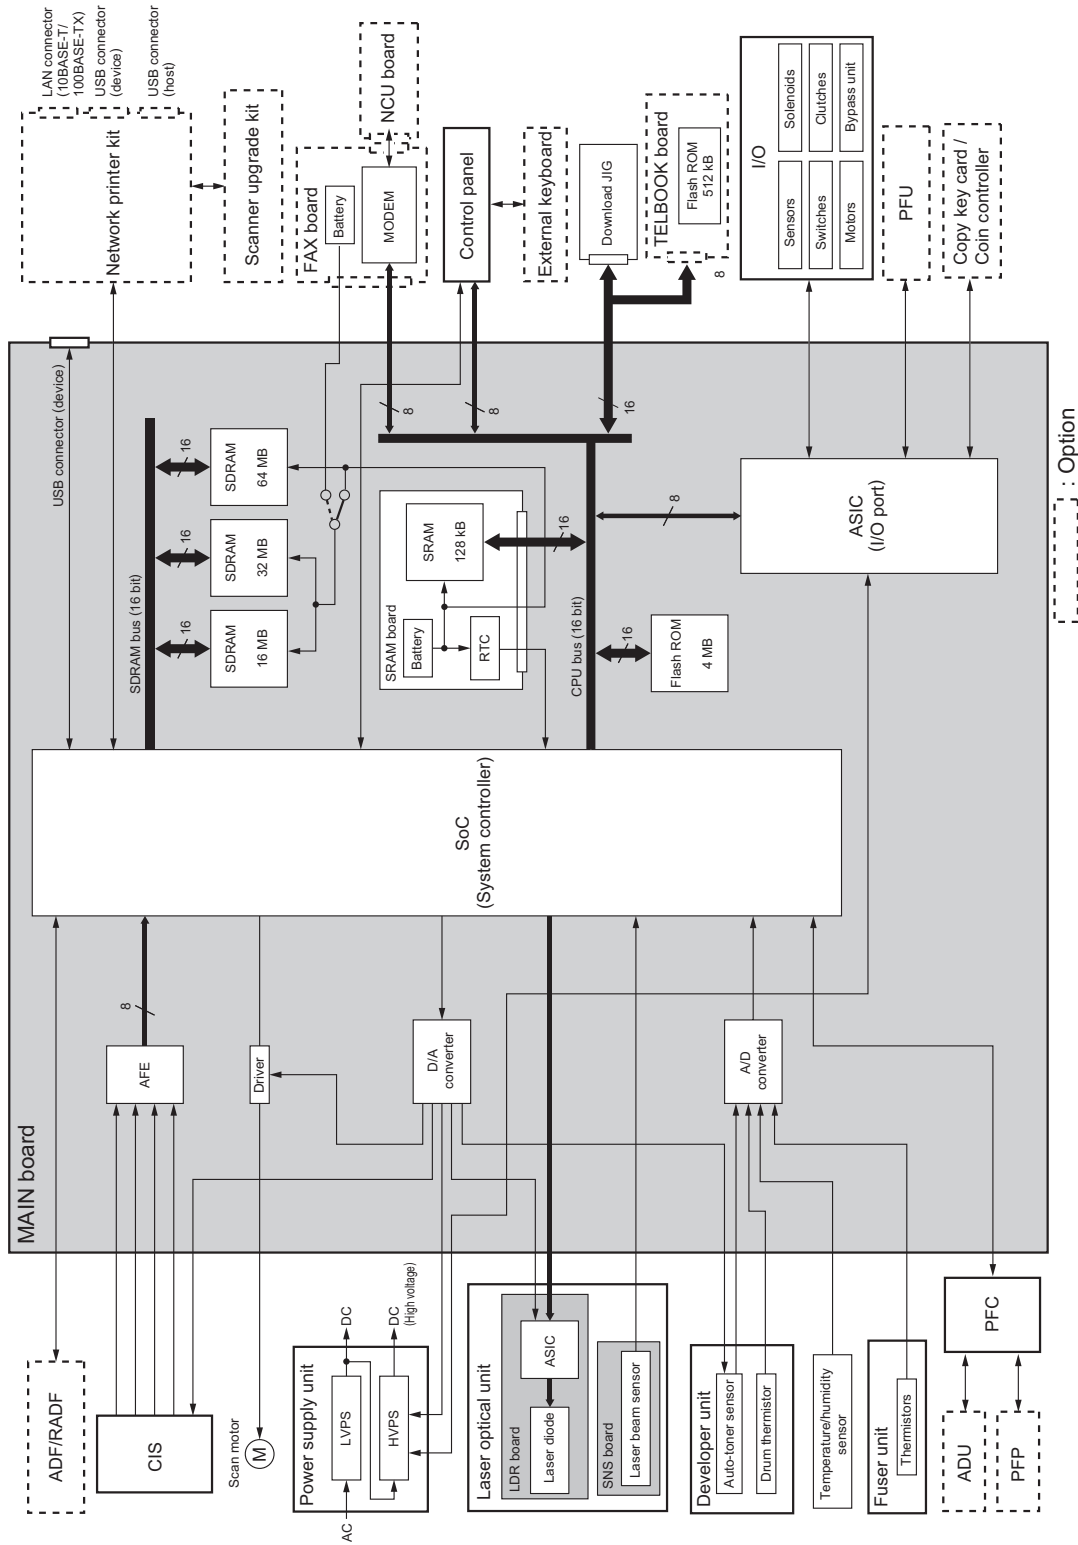 LAN connector
(10BASE-T/
100BASE-TX)
USB connector
(device)
USB connector
(host)
Network printer kit
Scanner upgrade kit
FAX board
Battery
MODEM
NCU board
Control panel
External keyboard
Download JIG
TELBOOK board
Flash ROM
512 kB
8
I/O
Sensors
Solenoids
Switches
Clutches
Motors
Bypass unit
PFU
Copy key card /
Coin controller
MAIN board
USB connector (device)
SDRAM bus (16 bit)
16
SDRAM
64 MB
16
SDRAM
32 MB
16
SDRAM
16 MB
8
8
16
SRAM board
Battery
SRAM
128 kB
RTC
16
CPU bus (16 bit)
16
Flash ROM
4 MB
8
ASIC
(I/O port)
SoC
(System controller)
8
AFE
Driver
D/A
converter
A/D
converter
ADF/RADF
CIS
Scan motor
M
Power supply unit
AC
LVPS
HVPS
DC
DC
(High voltage)
Laser optical unit
LDR board
ASIC
Laser diode
SNS board
Laser beam sensor
Developer unit
Auto-toner sensor
Drum thermistor
Temperature/humidity
sensor
Fuser unit
Thermistors
PFC
ADU
PFP
: Option